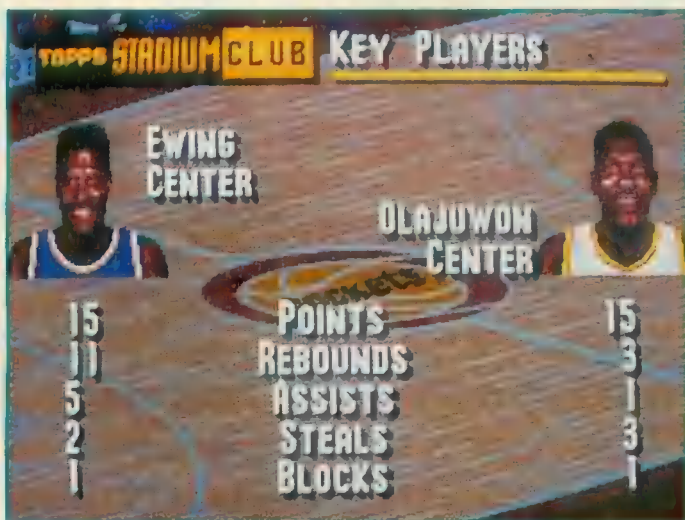 TOPPS STADIUM CLUB KEY PLAYERS
EWING
CENTER
OLAJUWON
CENTER
Rockets
15 POINTS 15
11 REBOUNDS 3
5 ASSISTS 1
2 STEALS 3
1 BLOCKS 1